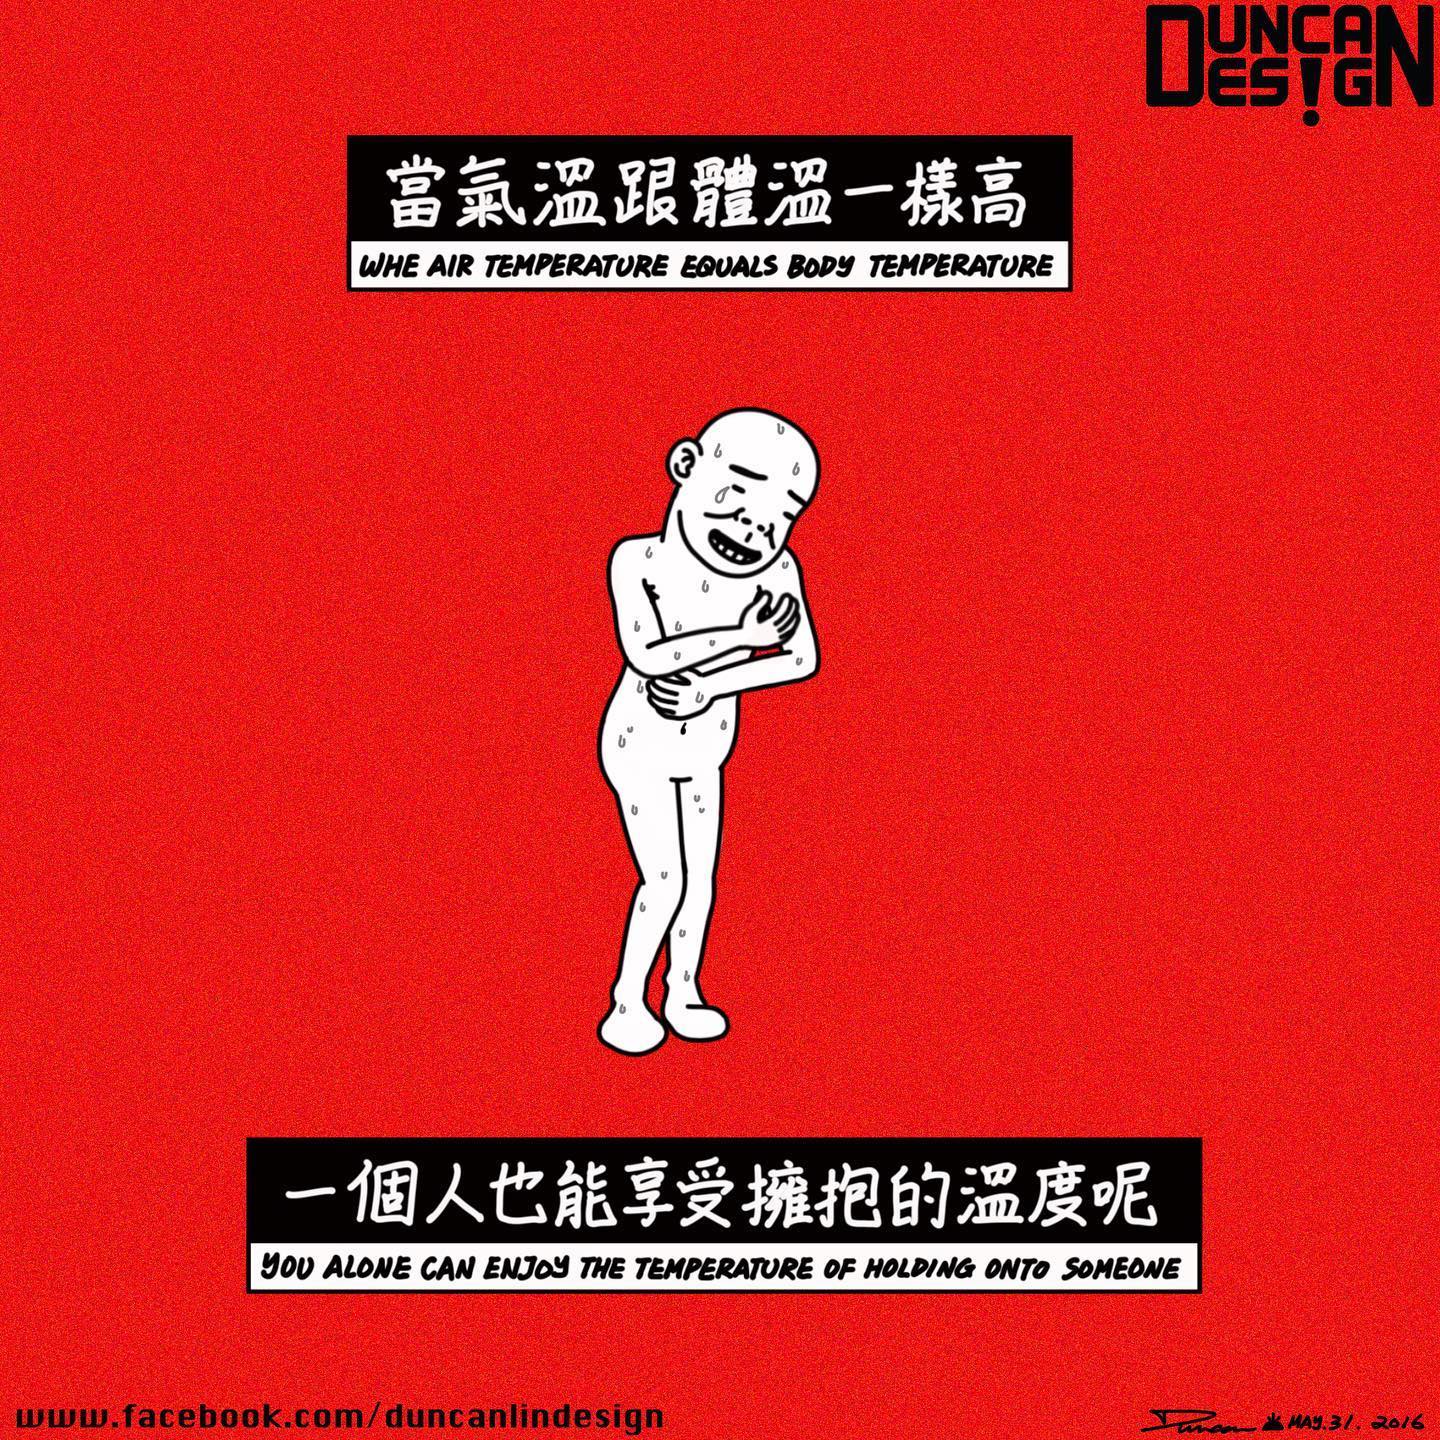 DUNCAN
DES!GN
當氣溫跟體溫一樣高
WHE AIR TEMPERATURE EQUALS BODY TEMPERATURE
一個人也能享受擁抱的溫度呢
YOU ALONE CAN ENJOY THE TEMPERATURE OF HOLDING ONTO SOMEONE
www.facebook.com/duncanlindesign
Duncan MAY.31. 2016